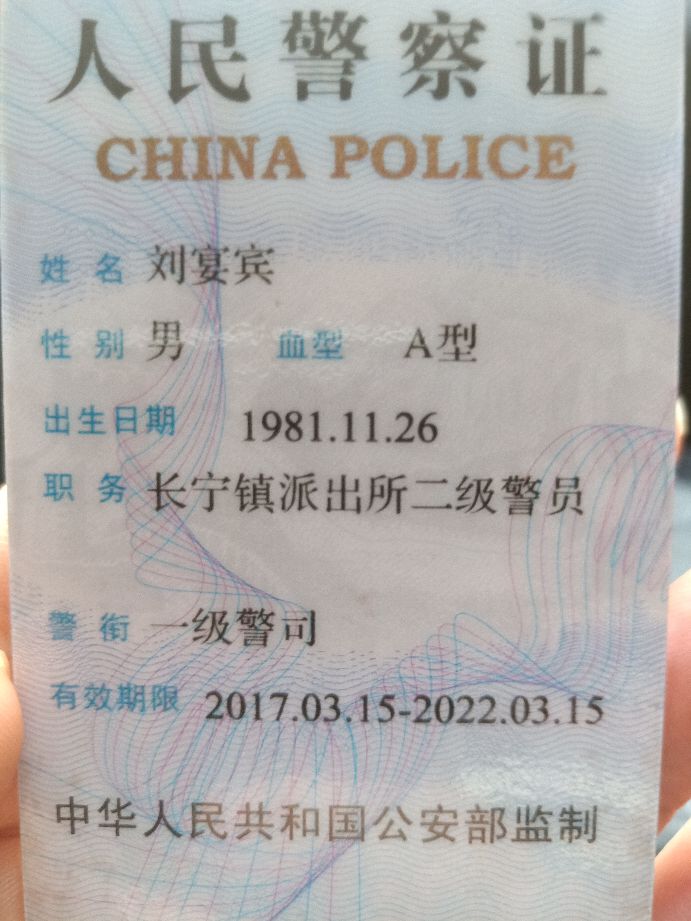 人民警察证
CHINA POLICE
姓 名 刘宴宾
性 别 男 血型 A型
出生日期 1981.11.26
职 务 长宁镇派出所二级警员
警 衔 一级警司
有效期限 2017.03.15-2022.03.15
中华人民共和国公安部监制